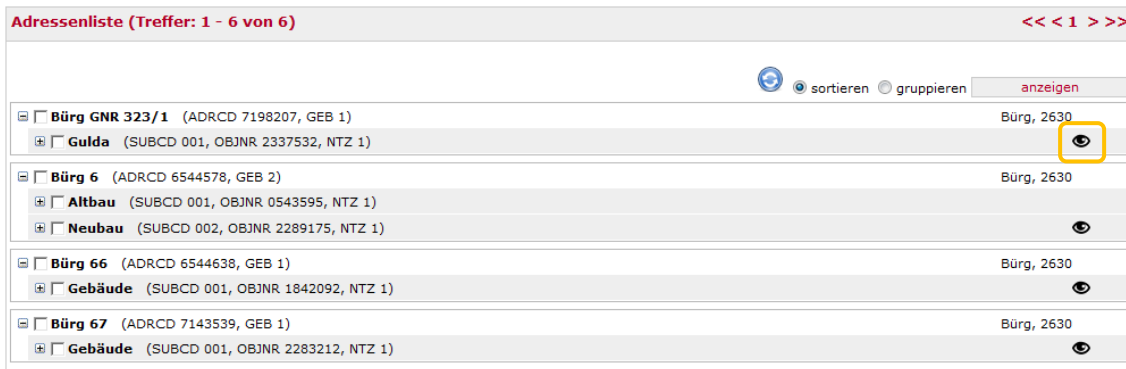 Adressenliste (Treffer: 1 - 6 von 6) << < 1 > >>
sortieren gruppieren anzeigen
Bürg GNR 323/1 (ADRCD 7198207, GEB 1) Bürg, 2630
Gulda (SUBCD 001, OBJNR 2337532, NTZ 1)
Bürg 6 (ADRCD 6544578, GEB 2) Bürg, 2630
Altbau (SUBCD 001, OBJNR 0543595, NTZ 1)
Neubau (SUBCD 002, OBJNR 2289175, NTZ 1)
Bürg 66 (ADRCD 6544638, GEB 1) Bürg, 2630
Gebäude (SUBCD 001, OBJNR 1842092, NTZ 1)
Bürg 67 (ADRCD 7143539, GEB 1) Bürg, 2630
Gebäude (SUBCD 001, OBJNR 2283212, NTZ 1)